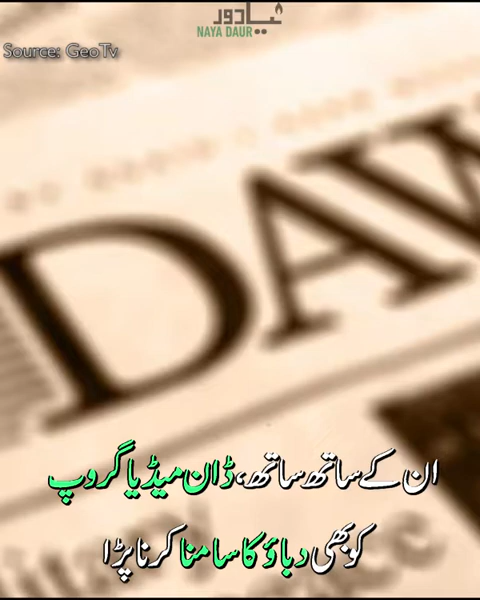 نیا دور
NAYA DAUR
Source: GeoTv
DAW
ان کے ساتھ ساتھ، ڈان میڈیا گروپ
کو بھی دباؤ کا سامنا کرنا پڑا